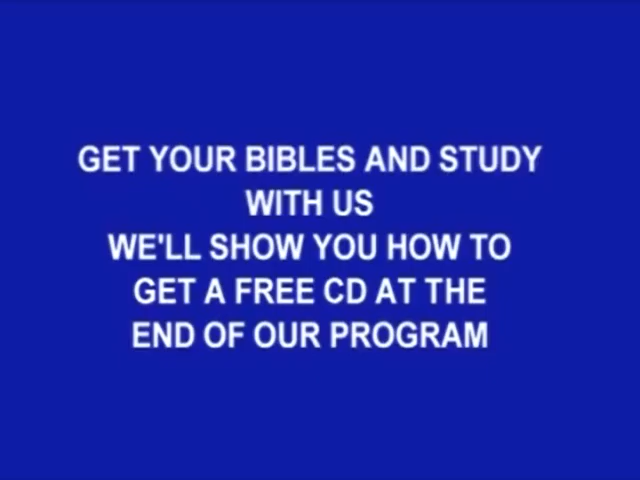 GET YOUR BIBLES AND STUDY
WITH US
WE'LL SHOW YOU HOW TO
GET A FREE CD AT THE
END OF OUR PROGRAM